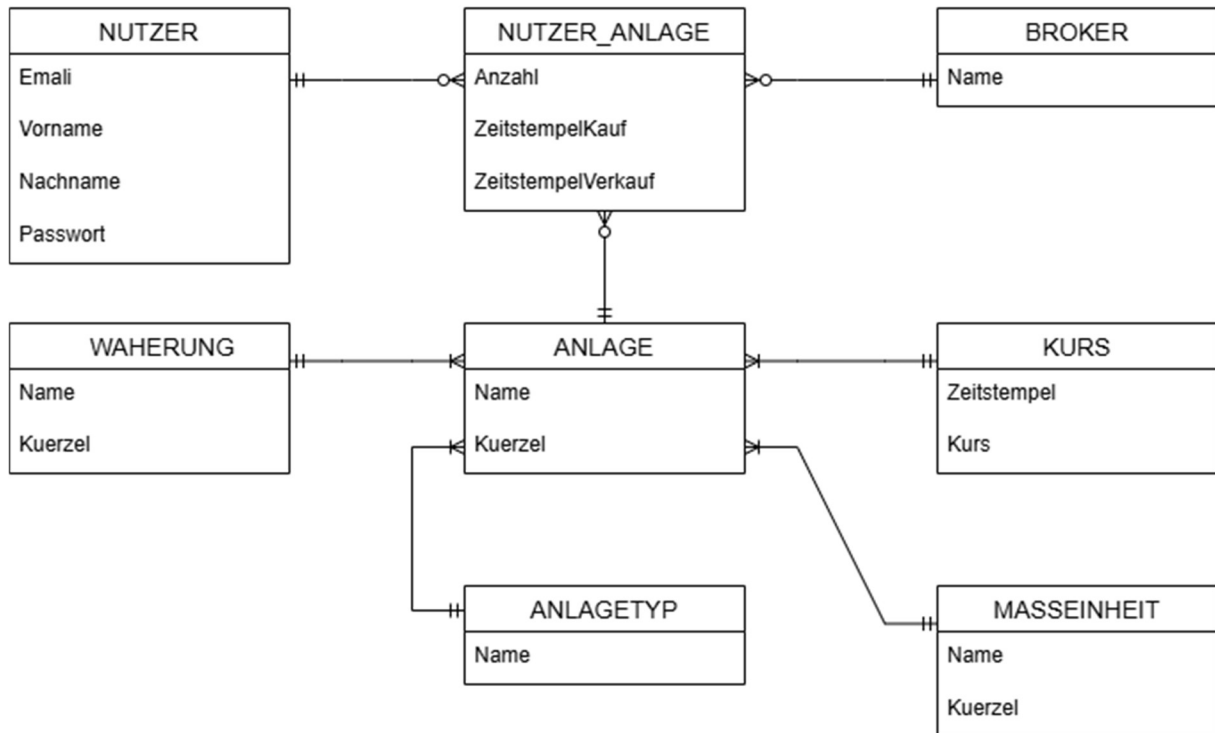 NUTZER
Emali
Vorname
Nachname
Passwort
NUTZER_ANLAGE
Anzahl
ZeitstempelKauf
ZeitstempelVerkauf
BROKER
Name
WAHERUNG
Name
Kuerzel
ANLAGE
Name
Kuerzel
KURS
Zeitstempel
Kurs
ANLAGETYP
Name
MASSEINHEIT
Name
Kuerzel